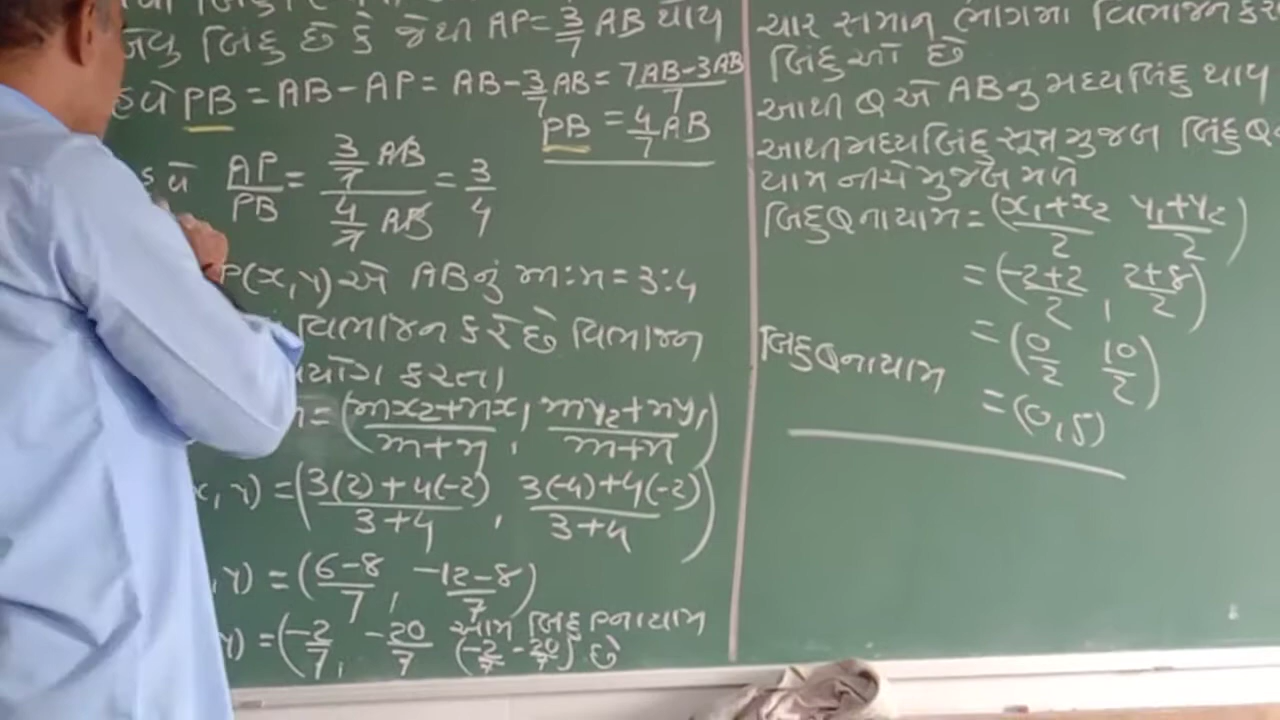 બિંદુ છે કે જેથી AP = 3/7 AB થાય
હવે PB = AB - AP = AB - 3/7 AB = 7AB - 3AB / 7
PB = 4/7 AB
હવે AP/PB = 3/7 AB / 4/7 AB = 3/4
P(x, y) એ AB નું m:n = 3:4
વિભાજન કરે છે વિભાજન
કરતા
= (mx2 + nx1 / m+n , my2 + ny1 / m+n)
x, y) = (3(2) + 4(-2) / 3+4 , 3(-4) + 4(-2) / 3+4)
, y) = (6-8 / 7 , -12-8 / 7)
y) = (-2/7 , -20/7 આમ બિંદુ P ના યામ
(-2/7 -20/7) છે
ચાર સમાન ભાગમાં વિભાજન કર
બિંદુઓ છે
આથી Q એ AB નુ મધ્યબિંદુ થાય
આથી મધ્યબિંદુ સૂત્ર મુજબ બિંદુ Q
યામ નીચે મુજબ મળે
બિંદુ Q ના યામ = (x1 + x2 / 2 y1 + y2 / 2)
= (-2+2 / 2 , 2+8 / 2)
= (0/2 10/2)
બિંદુ Q ના યામ = (0, 5)